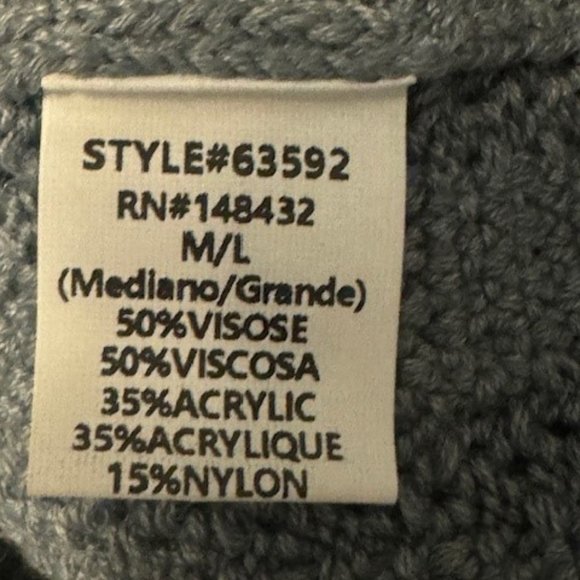 STYLE#63592
RN#148432
M/L
(Mediano/Grande)
50%VISOSE
50%VISCOSA
35%ACRYLIC
35%ACRYLIQUE
15%NYLON